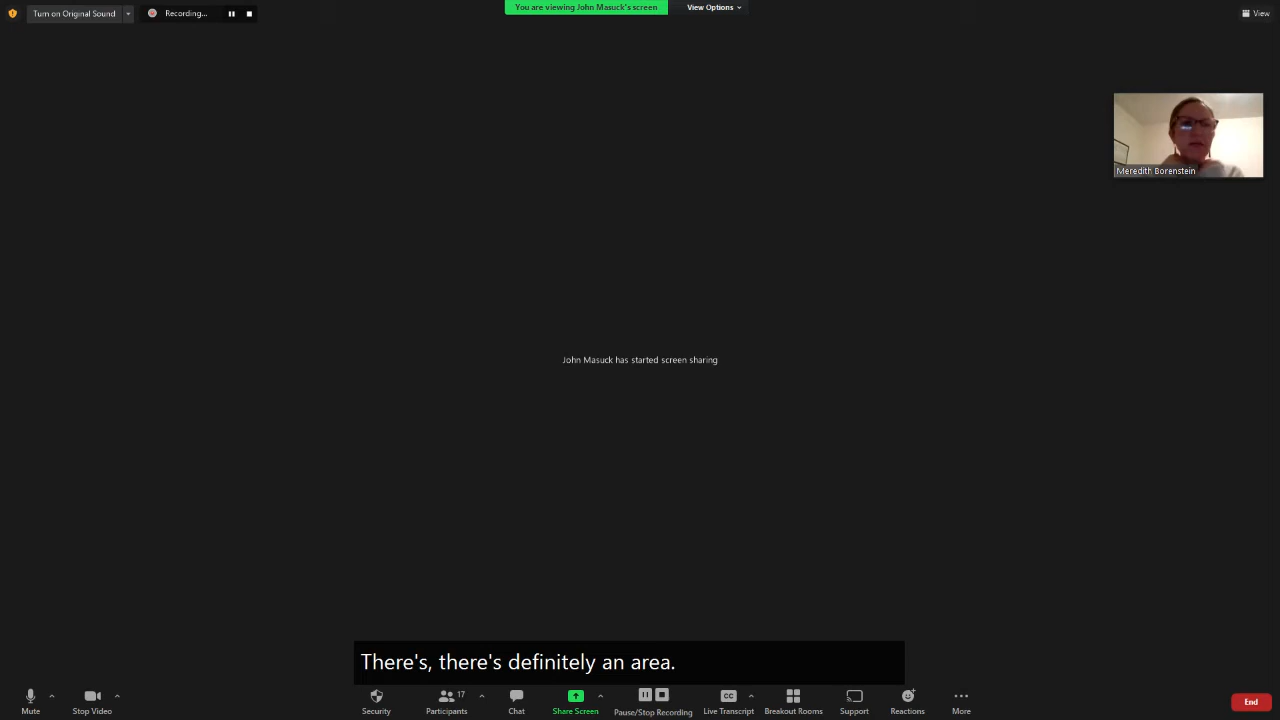 Turn on Original Sound
Recording...
You are viewing John Masuck's screen
View Options
View
Meredith Borenstein
John Masuck has started screen sharing
There's, there's definitely an area.
Mute
Stop Video
Security
17
Participants
Chat
Share Screen
Pause/Stop Recording
CC
Live Transcript
Breakout Rooms
Support
Reactions
More
End